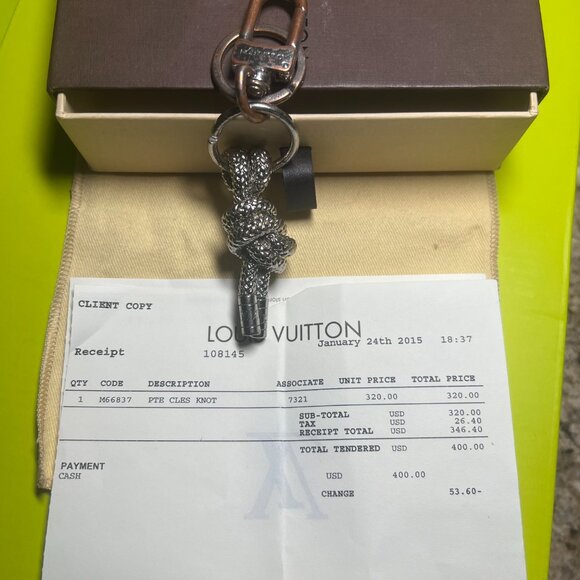 CLIENT COPY
LOUIS VUITTON
January 24th 2015 18:37
Receipt 108145
QTY CODE DESCRIPTION ASSOCIATE UNIT PRICE TOTAL PRICE
1 M66837 PTE CLES KNOT 7321 320.00 320.00
SUB-TOTAL USD 320.00
TAX USD 26.40
RECEIPT TOTAL USD 346.40
TOTAL TENDERED USD 400.00
PAYMENT
CASH USD 400.00
CHANGE 53.60-